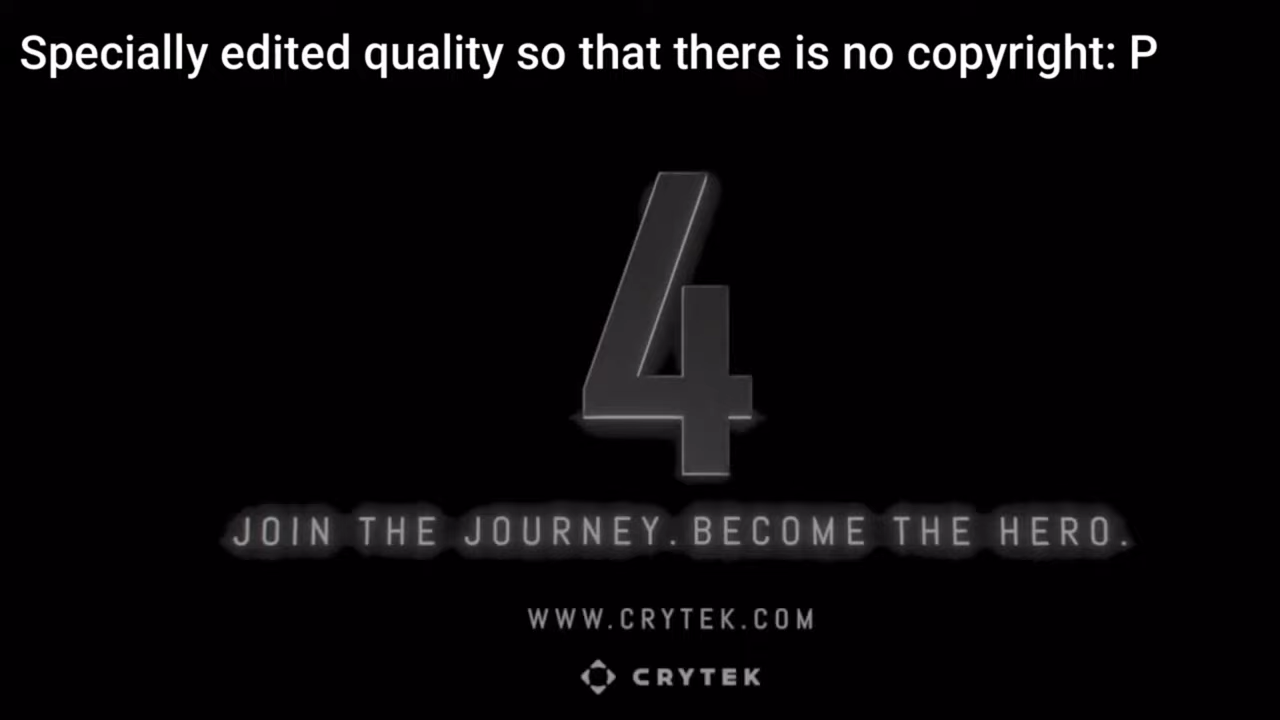 Specially edited quality so that there is no copyright: P
4
JOIN THE JOURNEY. BECOME THE HERO.
WWW.CRYTEK.COM
CRYTEK